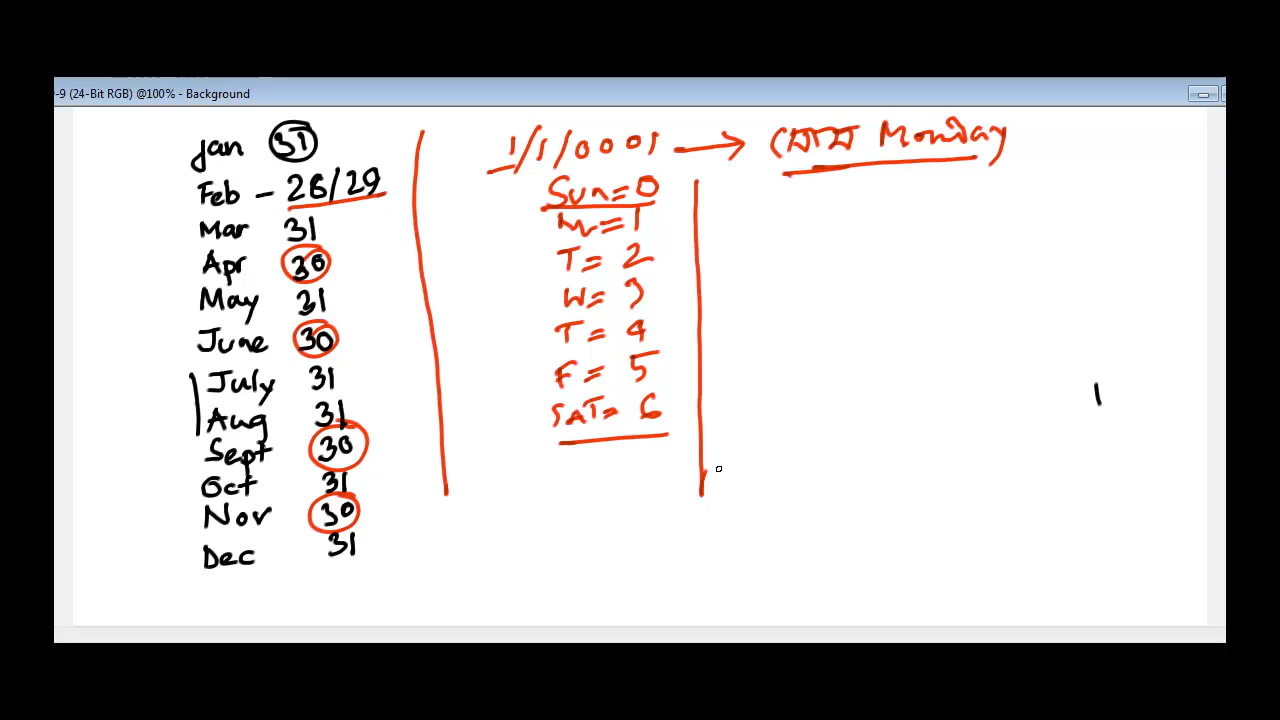 -9 (24-Bit RGB) @100% - Background
Jan 31
Feb - 28/29
Mar 31
Apr 30
May 31
June 30
July 31
Aug 31
Sept 30
Oct 31
Nov 30
Dec 31
1/1/0001 → সোমবার Monday
Sun = 0
M = 1
T = 2
W = 3
T = 4
F = 5
SAT = 6
1